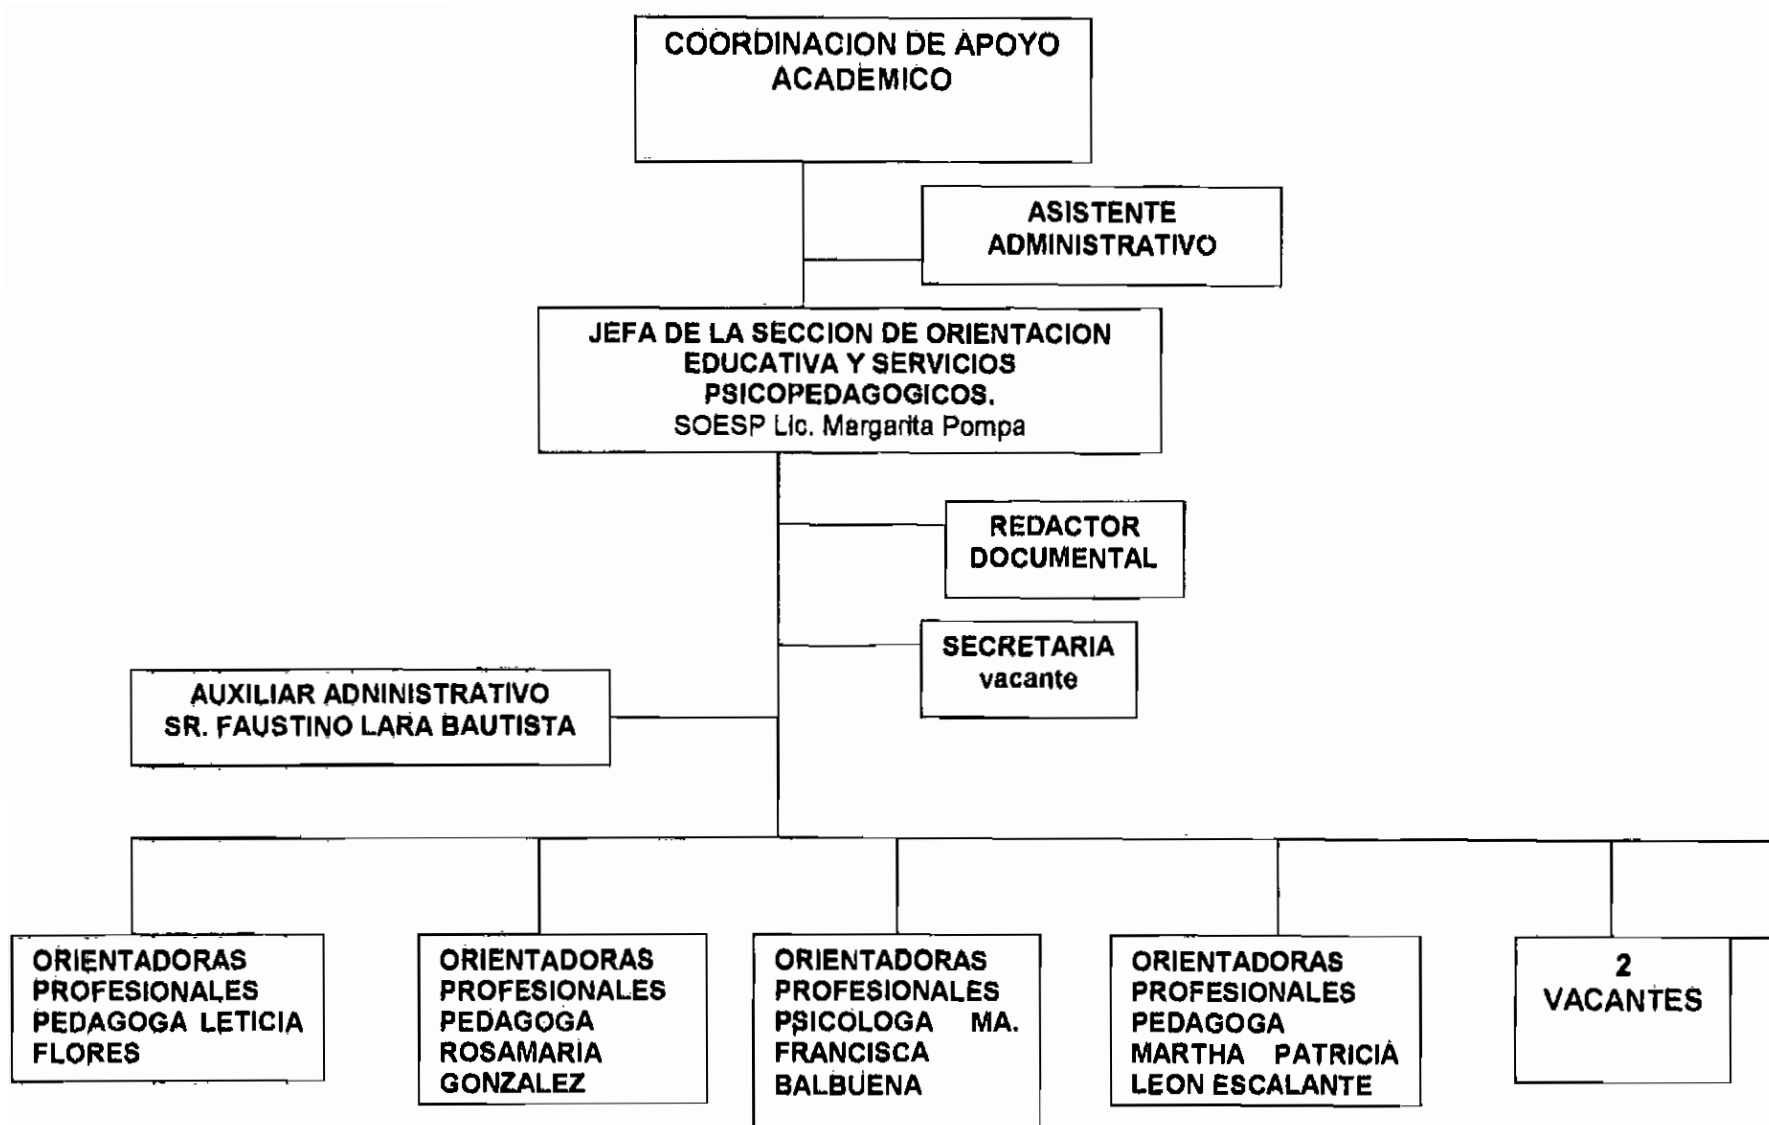 COORDINACION DE APOYO
ACADEMICO
ASISTENTE
ADMINISTRATIVO
JEFA DE LA SECCION DE ORIENTACION
EDUCATIVA Y SERVICIOS
PSICOPEDAGOGICOS.
SOESP Lic. Margarita Pompa
REDACTOR
DOCUMENTAL
SECRETARIA
vacante
AUXILIAR ADNINISTRATIVO
SR. FAUSTINO LARA BAUTISTA
ORIENTADORAS
PROFESIONALES
PEDAGOGA LETICIA
FLORES
ORIENTADORAS
PROFESIONALES
PEDAGOGA
ROSAMARIA
GONZALEZ
ORIENTADORAS
PROFESIONALES
PSICOLOGA MA.
FRANCISCA
BALBUENA
ORIENTADORAS
PROFESIONALES
PEDAGOGA
MARTHA PATRICIA
LEON ESCALANTE
2
VACANTES